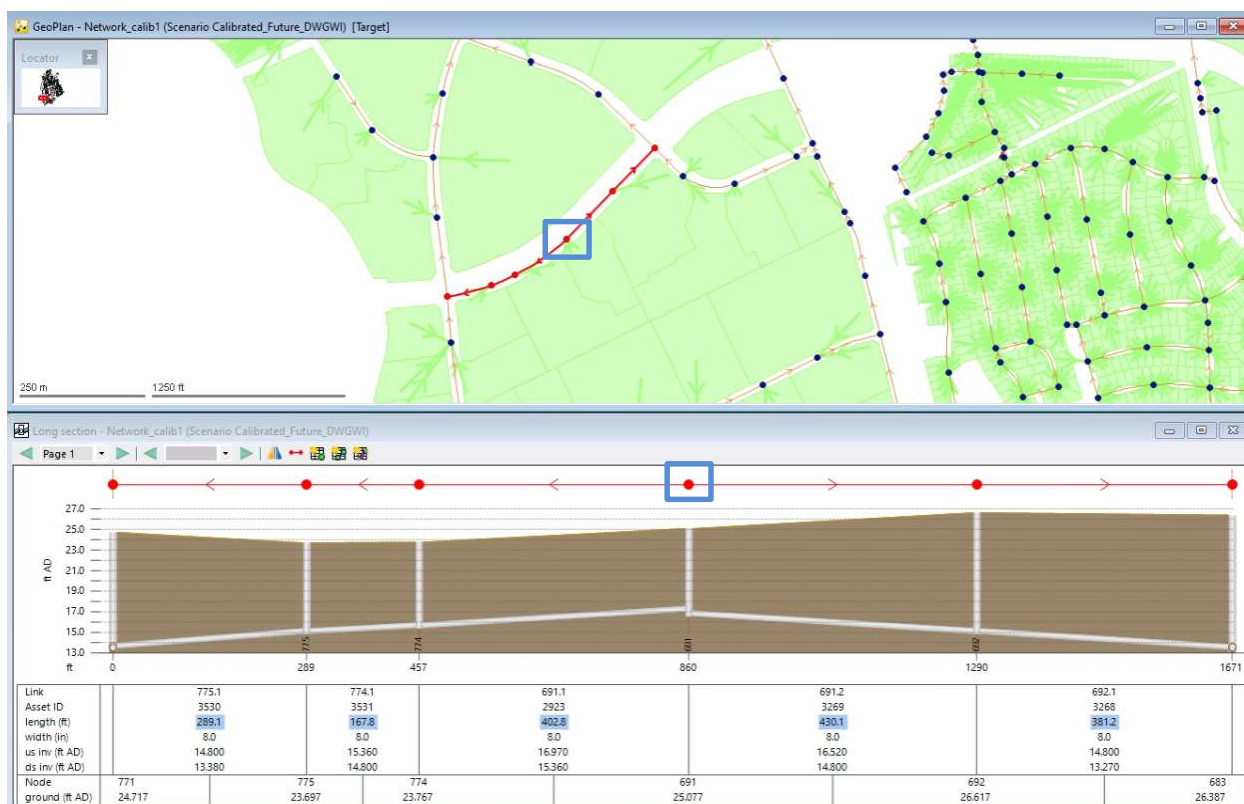 GeoPlan - Network_calib1 (Scenario Calibrated_Future_DWGWI) [Target]
Locator
250 m 1250 ft
Long section - Network_calib1 (Scenario Calibrated_Future_DWGWI)
Page 1
27.0
25.0
23.0
21.0
19.0
17.0
15.0
13.0
ft AD
775 774 691 692
ft 0 289 457 860 1290 1671
Link 775.1 774.1 691.1 691.2 692.1
Asset ID 3530 3531 2923 3269 3268
length (ft) 289.1 167.8 402.8 430.1 381.2
width (in) 8.0 8.0 8.0 8.0 8.0
us inv (ft AD) 14.800 15.360 16.970 16.520 14.800
ds inv (ft AD) 13.380 14.800 15.360 14.800 13.270
Node 771 775 774 691 692 683
ground (ft AD) 24.717 23.697 23.767 25.077 26.617 26.387